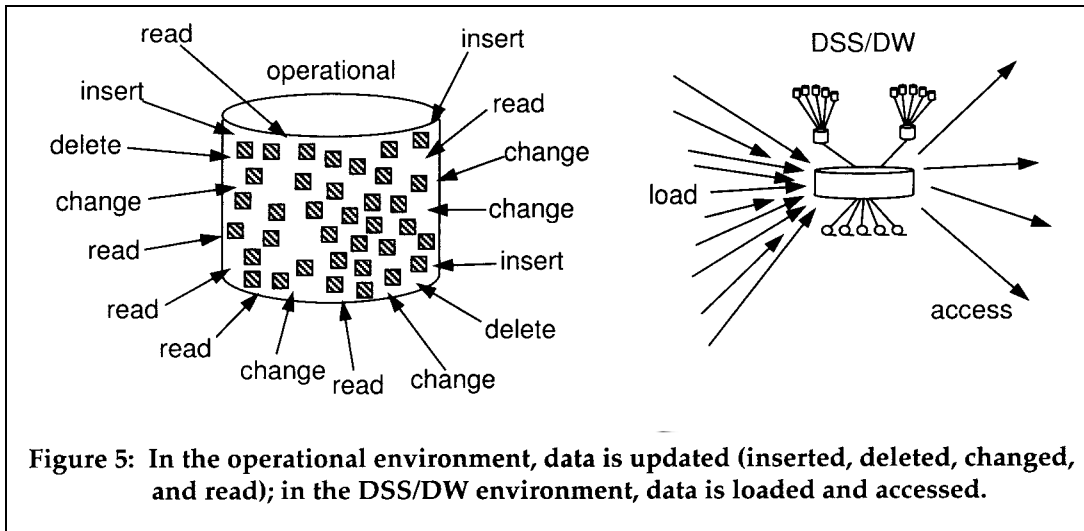 read
insert
operational
insert
read
delete
change
change
change
read
insert
read
delete
read
change
read
change
DSS/DW
load
access
Figure 5: In the operational environment, data is updated (inserted, deleted, changed,
and read); in the DSS/DW environment, data is loaded and accessed.